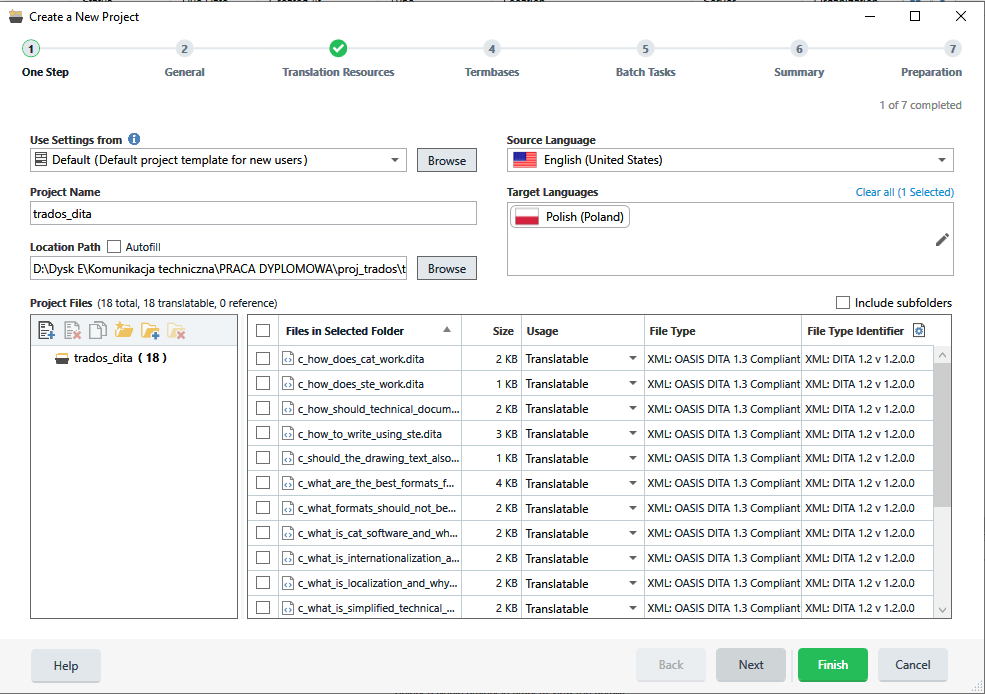 Create a New Project
1 2 4 5 6 7
One Step General Translation Resources Termbases Batch Tasks Summary Preparation
1 of 7 completed
Use Settings from
Default (Default project template for new users)
Browse
Source Language
English (United States)
Project Name
trados_dita
Target Languages
Clear all (1 Selected)
Polish (Poland)
Location Path Autofill
D:\Dysk E\Komunikacja techniczna\PRACA DYPLOMOWA\proj_trados\t
Browse
Project Files (18 total, 18 translatable, 0 reference)
Include subfolders
trados_dita ( 18 )
Files in Selected Folder Size Usage File Type File Type Identifier
c_how_does_cat_work.dita 2 KB Translatable XML: OASIS DITA 1.3 Compliant XML: DITA 1.2 v 1.2.0.0
c_how_does_ste_work.dita 1 KB Translatable XML: OASIS DITA 1.3 Compliant XML: DITA 1.2 v 1.2.0.0
c_how_should_technical_docum... 2 KB Translatable XML: OASIS DITA 1.3 Compliant XML: DITA 1.2 v 1.2.0.0
c_how_to_write_using_ste.dita 3 KB Translatable XML: OASIS DITA 1.3 Compliant XML: DITA 1.2 v 1.2.0.0
c_should_the_drawing_text_also... 1 KB Translatable XML: OASIS DITA 1.3 Compliant XML: DITA 1.2 v 1.2.0.0
c_what_are_the_best_formats_f... 4 KB Translatable XML: OASIS DITA 1.3 Compliant XML: DITA 1.2 v 1.2.0.0
c_what_formats_should_not_be... 2 KB Translatable XML: OASIS DITA 1.3 Compliant XML: DITA 1.2 v 1.2.0.0
c_what_is_cat_software_and_wh... 2 KB Translatable XML: OASIS DITA 1.3 Compliant XML: DITA 1.2 v 1.2.0.0
c_what_is_internationalization_a... 2 KB Translatable XML: OASIS DITA 1.3 Compliant XML: DITA 1.2 v 1.2.0.0
c_what_is_localization_and_why... 2 KB Translatable XML: OASIS DITA 1.3 Compliant XML: DITA 1.2 v 1.2.0.0
c_what_is_simplified_technical_... 2 KB Translatable XML: OASIS DITA 1.3 Compliant XML: DITA 1.2 v 1.2.0.0
Help Back Next Finish Cancel